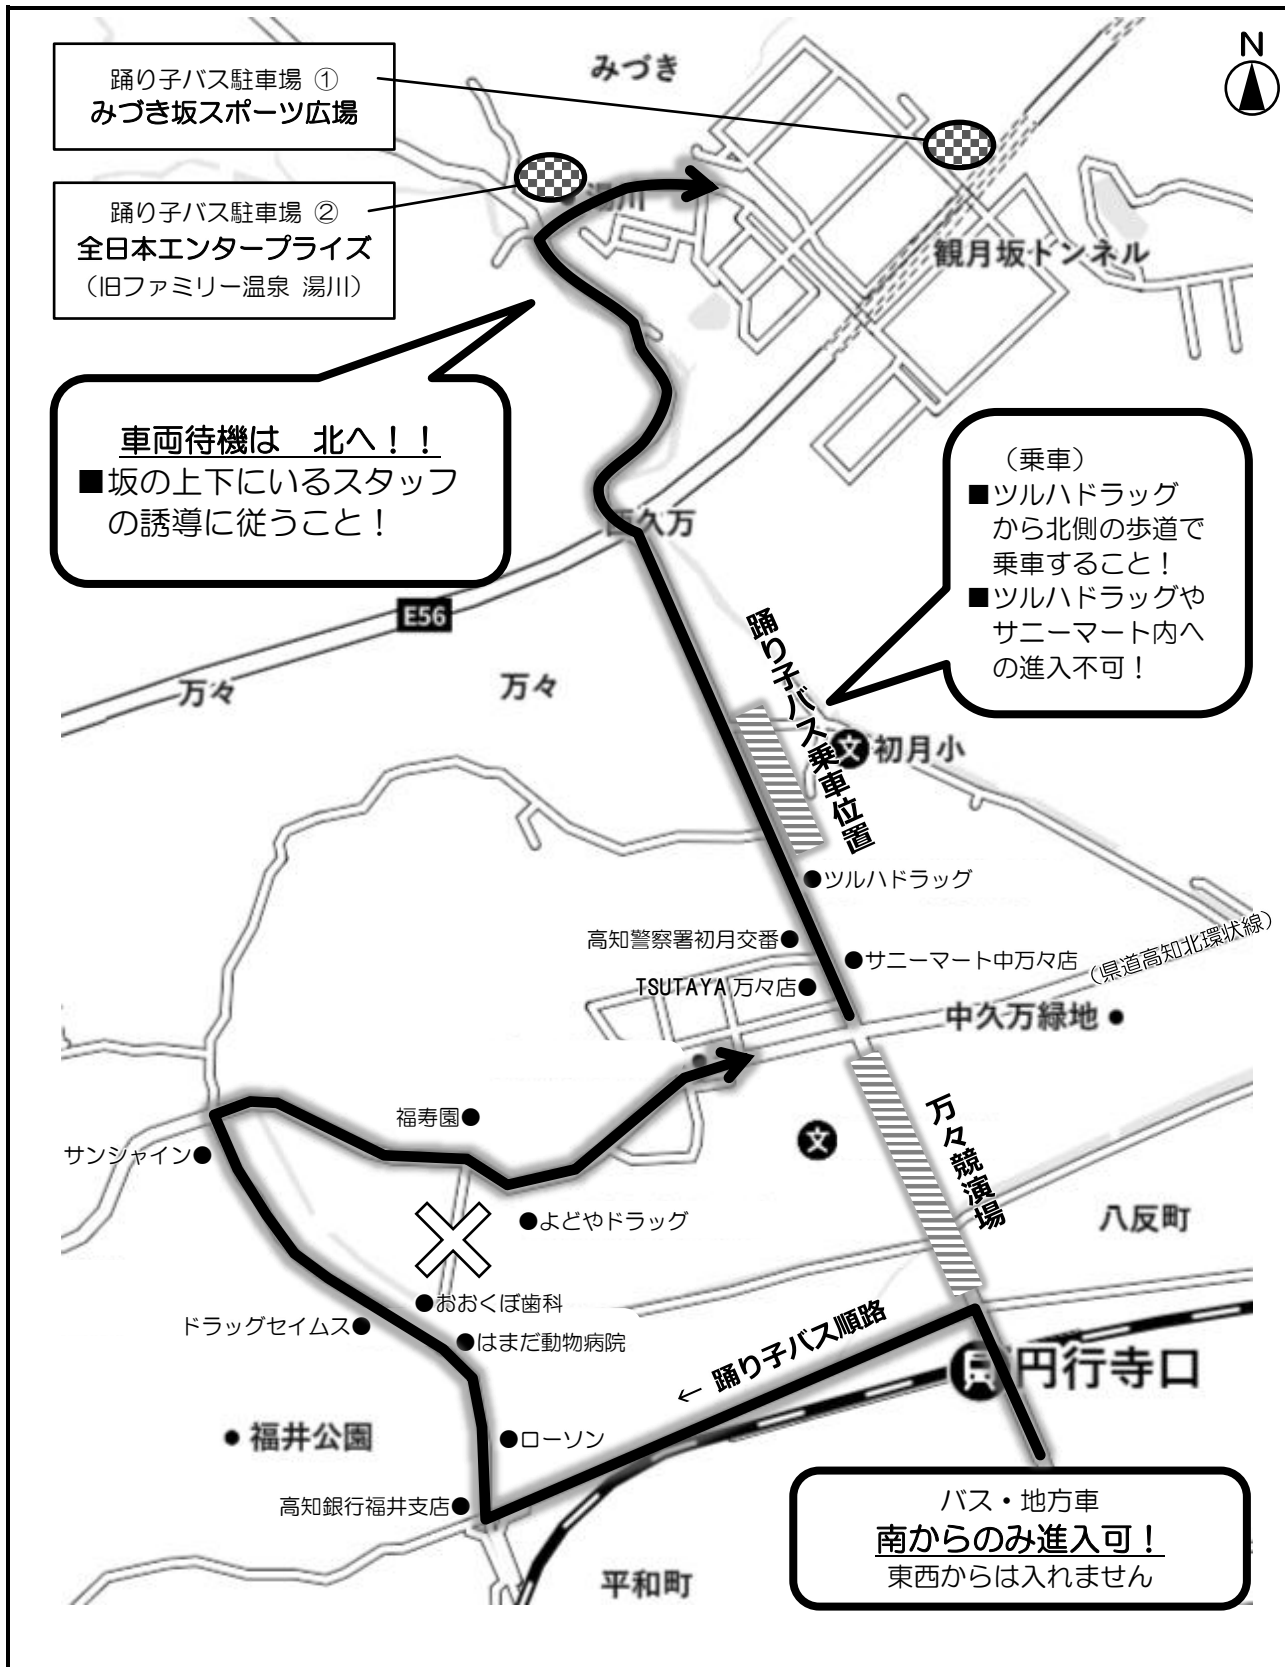 N
踊り子バス駐車場 ①
みづき坂スポーツ広場
みづき
踊り子バス駐車場 ②
全日本エンタープライズ
（旧ファミリー温泉 湯川）
湯川
観月坂トンネル
車両待機は 北へ！！
■坂の上下にいるスタッフ
の誘導に従うこと！
（乗車）
■ツルハドラッグ
から北側の歩道で
乗車すること！
■ツルハドラッグや
サニーマート内へ
の進入不可！
西久万
E56
万々
万々
踊り子バス乗車位置
文
初月小
●ツルハドラッグ
高知警察署初月交番●
●サニーマート中万々店
（県道高知北環状線）
TSUTAYA 万々店●
中久万緑地
福寿園●
文
万々競演場
サンシャイン●
●よどやドラッグ
八反町
●おおくぼ歯科
ドラッグセイムス●
●はまだ動物病院
← 踊り子バス順路
円行寺口
福井公園
●ローソン
高知銀行福井支店●
バス・地方車
南からのみ進入可！
東西からは入れません
平和町